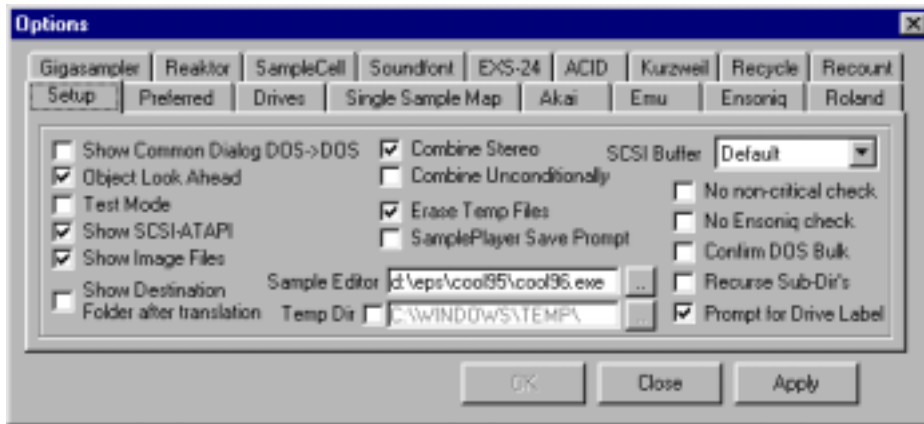 Options
Gigasampler Reaktor SampleCell Soundfont EXS-24 ACID Kurzweil Recycle Recount
Setup Preferred Drives Single Sample Map Akai Emu Ensoniq Roland
Show Common Dialog DOS->DOS
Object Look Ahead
Test Mode
Show SCSI-ATAPI
Show Image Files
Show Destination
Folder after translation
Combine Stereo
Combine Unconditionally
Erase Temp Files
SamplePlayer Save Prompt
SCSI Buffer Default
No non-critical check
No Ensoniq check
Confirm DOS Bulk
Recurse Sub-Dir's
Prompt for Drive Label
Sample Editor d:\eps\cool95\cool96.exe ..
Temp Dir C:\WINDOWS\TEMP\ ..
OK Close Apply